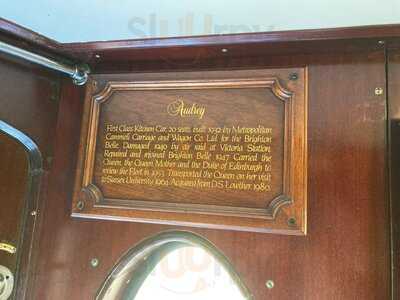 Audrey
First Class Kitchen Car, 20 seats, built 1932 by Metropolitan
Cammell Carriage and Wagon Co. Ltd. for the Brighton
Belle. Damaged 1940 by air raid at Victoria Station.
Repaired and rejoined Brighton Belle 1947. Carried the
Queen, the Queen Mother and the Duke of Edinburgh to
review the Fleet in 1953. Transported the Queen on her visit
to Sussex University 1964. Acquired from D.S. Lowther 1980.